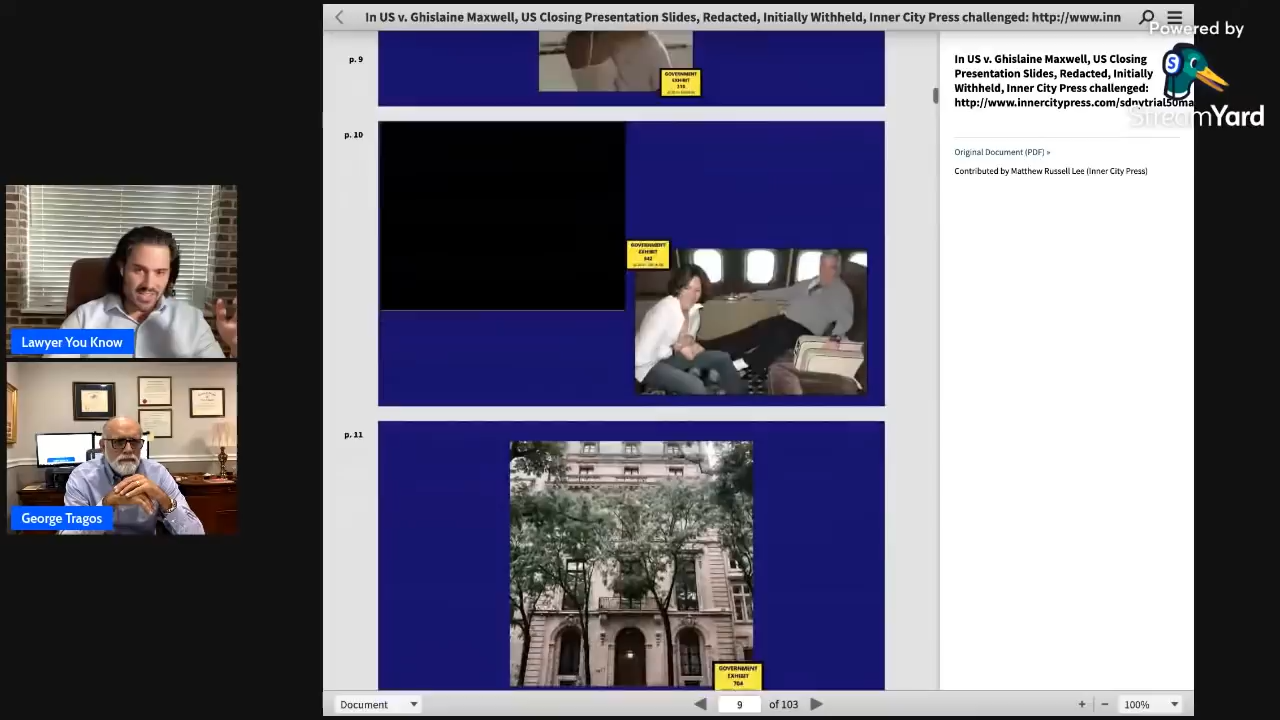 In US v. Ghislaine Maxwell, US Closing Presentation Slides, Redacted, Initially Withheld, Inner City Press challenged: http://www.inn
Powered by
StreamYard
p. 9
GOVERNMENT
EXHIBIT
p. 10
GOVERNMENT
EXHIBIT
342
p. 11
GOVERNMENT
EXHIBIT
704
In US v. Ghislaine Maxwell, US Closing
Presentation Slides, Redacted, Initially
Withheld, Inner City Press challenged:
http://www.innercitypress.com/sdnytrial50ma
Original Document (PDF) »
Contributed by Matthew Russell Lee (Inner City Press)
Lawyer You Know
George Tragos
Document
9
of 103
100%